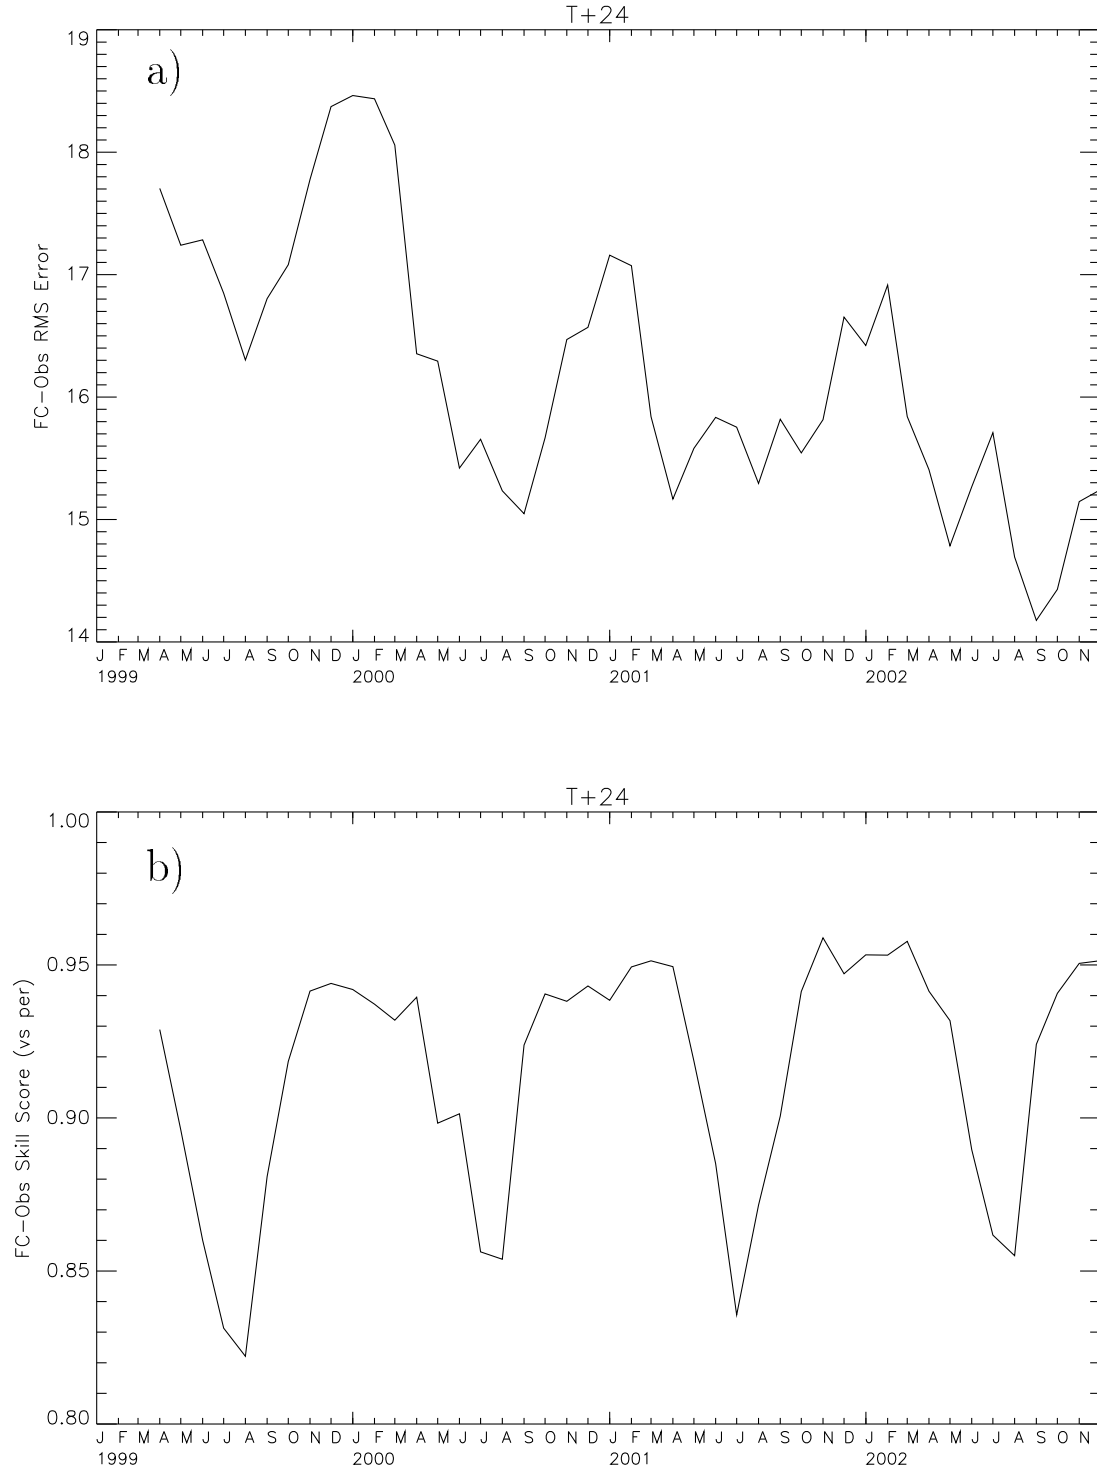 T+24
a)
19
18
17
16
15
14
FC-Obs RMS Error
J F M A M J J A S O N D J F M A M J J A S O N D J F M A M J J A S O N D J F M A M J J A S O N
1999 2000 2001 2002
T+24
b)
1.00
0.95
0.90
0.85
0.80
FC-Obs Skill Score (vs per)
J F M A M J J A S O N D J F M A M J J A S O N D J F M A M J J A S O N D J F M A M J J A S O N
1999 2000 2001 2002